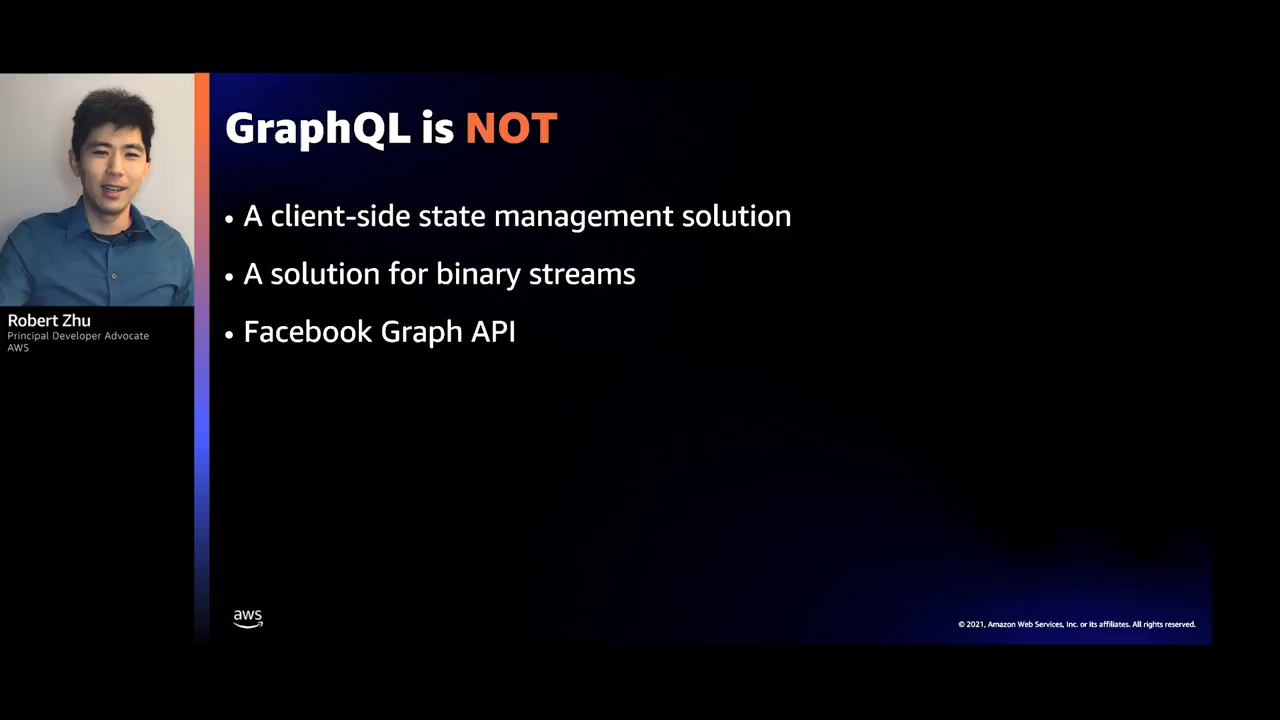 GraphQL is NOT
• A client-side state management solution
• A solution for binary streams
• Facebook Graph API
Robert Zhu
Principal Developer Advocate
AWS
aws
© 2021, Amazon Web Services, Inc. or its affiliates. All rights reserved.